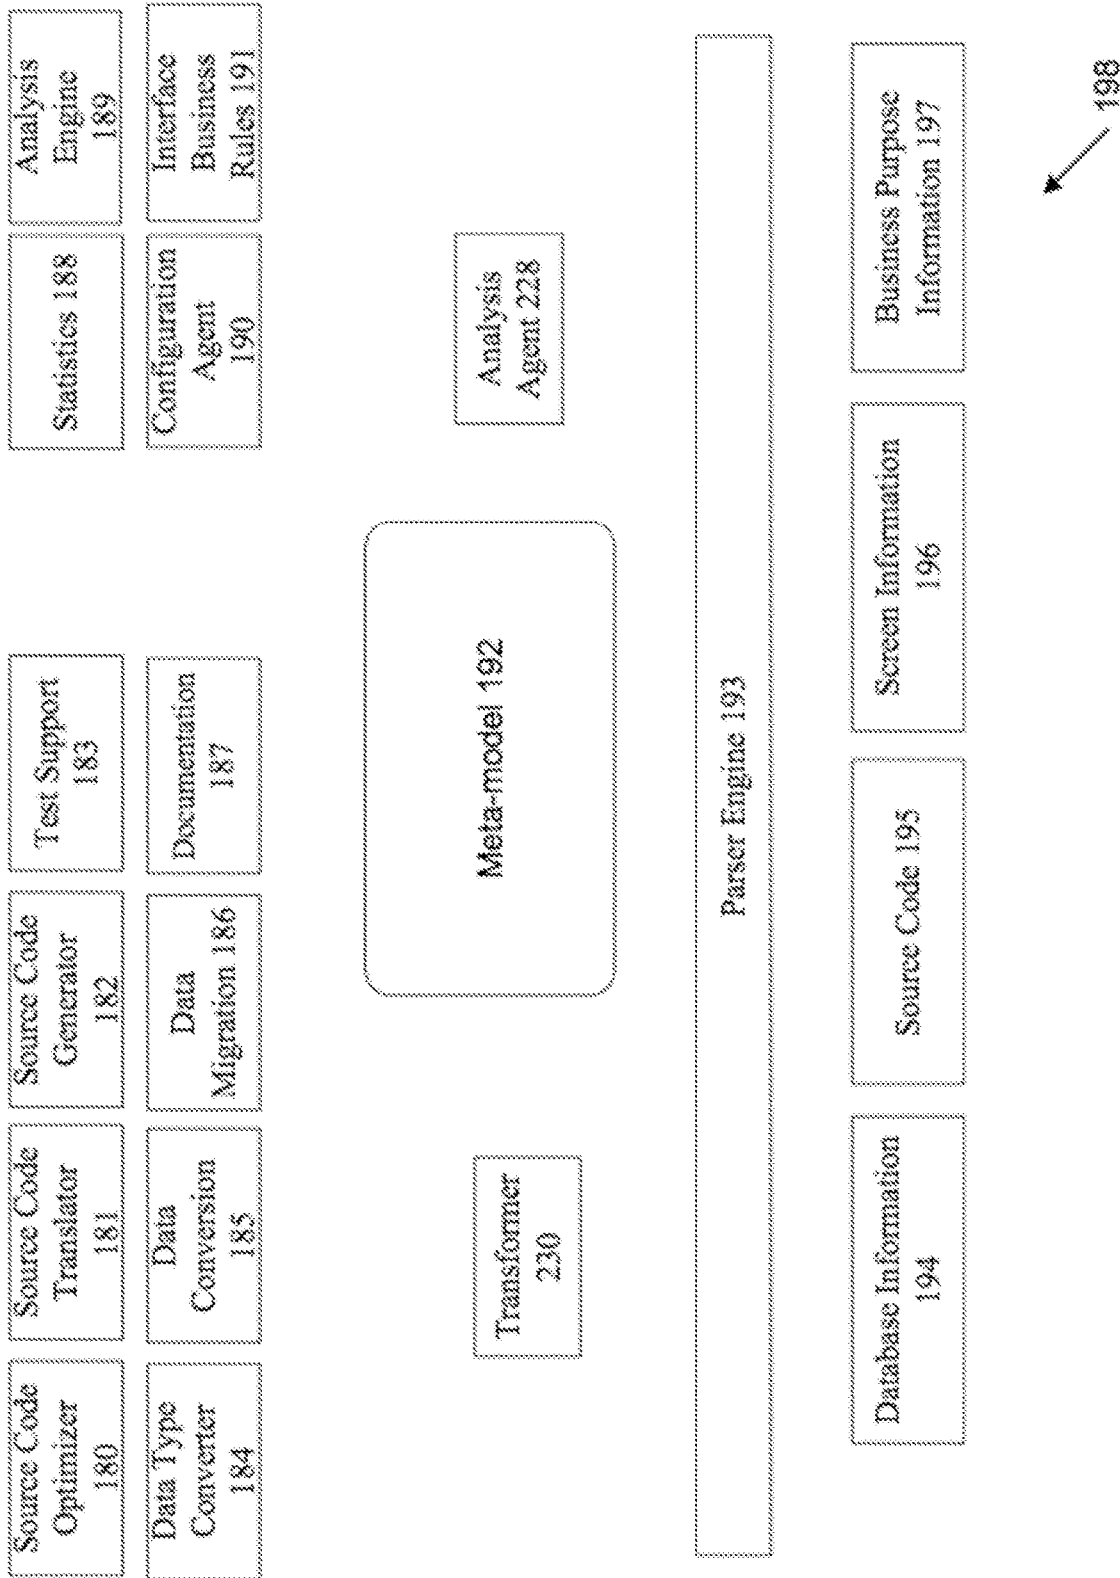 Source Code
Optimizer
180
Source Code
Translator
181
Source Code
Generator
182
Test Support
183
Statistics 188
Analysis
Engine
189
Data Type
Converter
184
Data
Conversion
185
Data
Migration 186
Documentation
187
Configuration
Agent
190
Interface
Business
Rules 191
Transformer
230
Meta-model 192
Analysis
Agent 228
Parser Engine 193
Database Information
194
Source Code 195
Screen Information
196
Business Purpose
Information 197
198